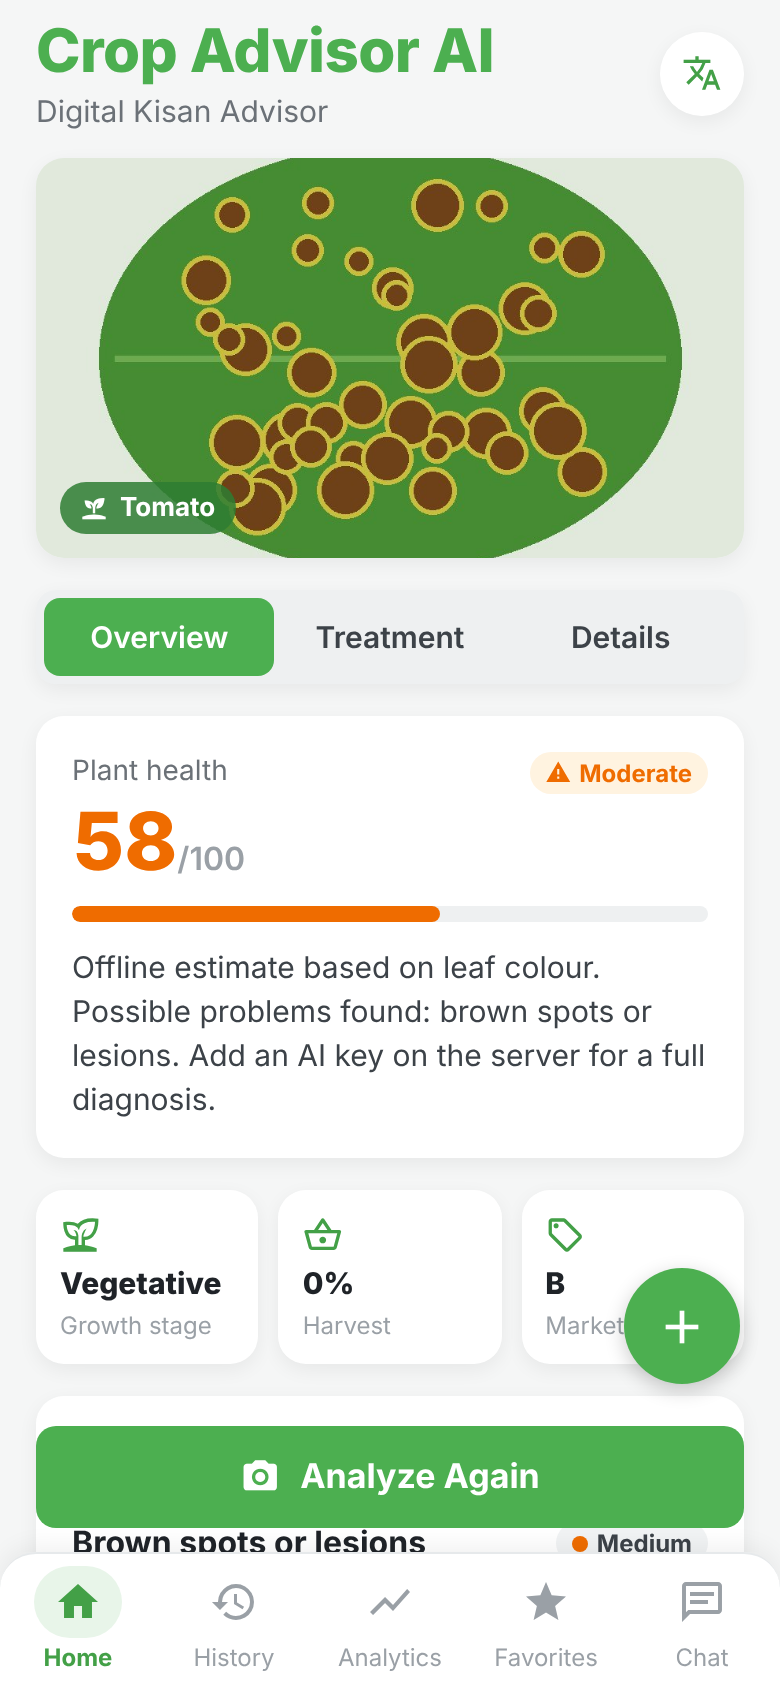 Crop Advisor AI
Digital Kisan Advisor
Tomato
Overview
Treatment
Details
Plant health
Moderate
58/100
Offline estimate based on leaf colour.
Possible problems found: brown spots or
lesions. Add an AI key on the server for a full
diagnosis.
Vegetative
Growth stage
0%
Harvest
B
Market
Analyze Again
Brown spots or lesions
Medium
Home
History
Analytics
Favorites
Chat